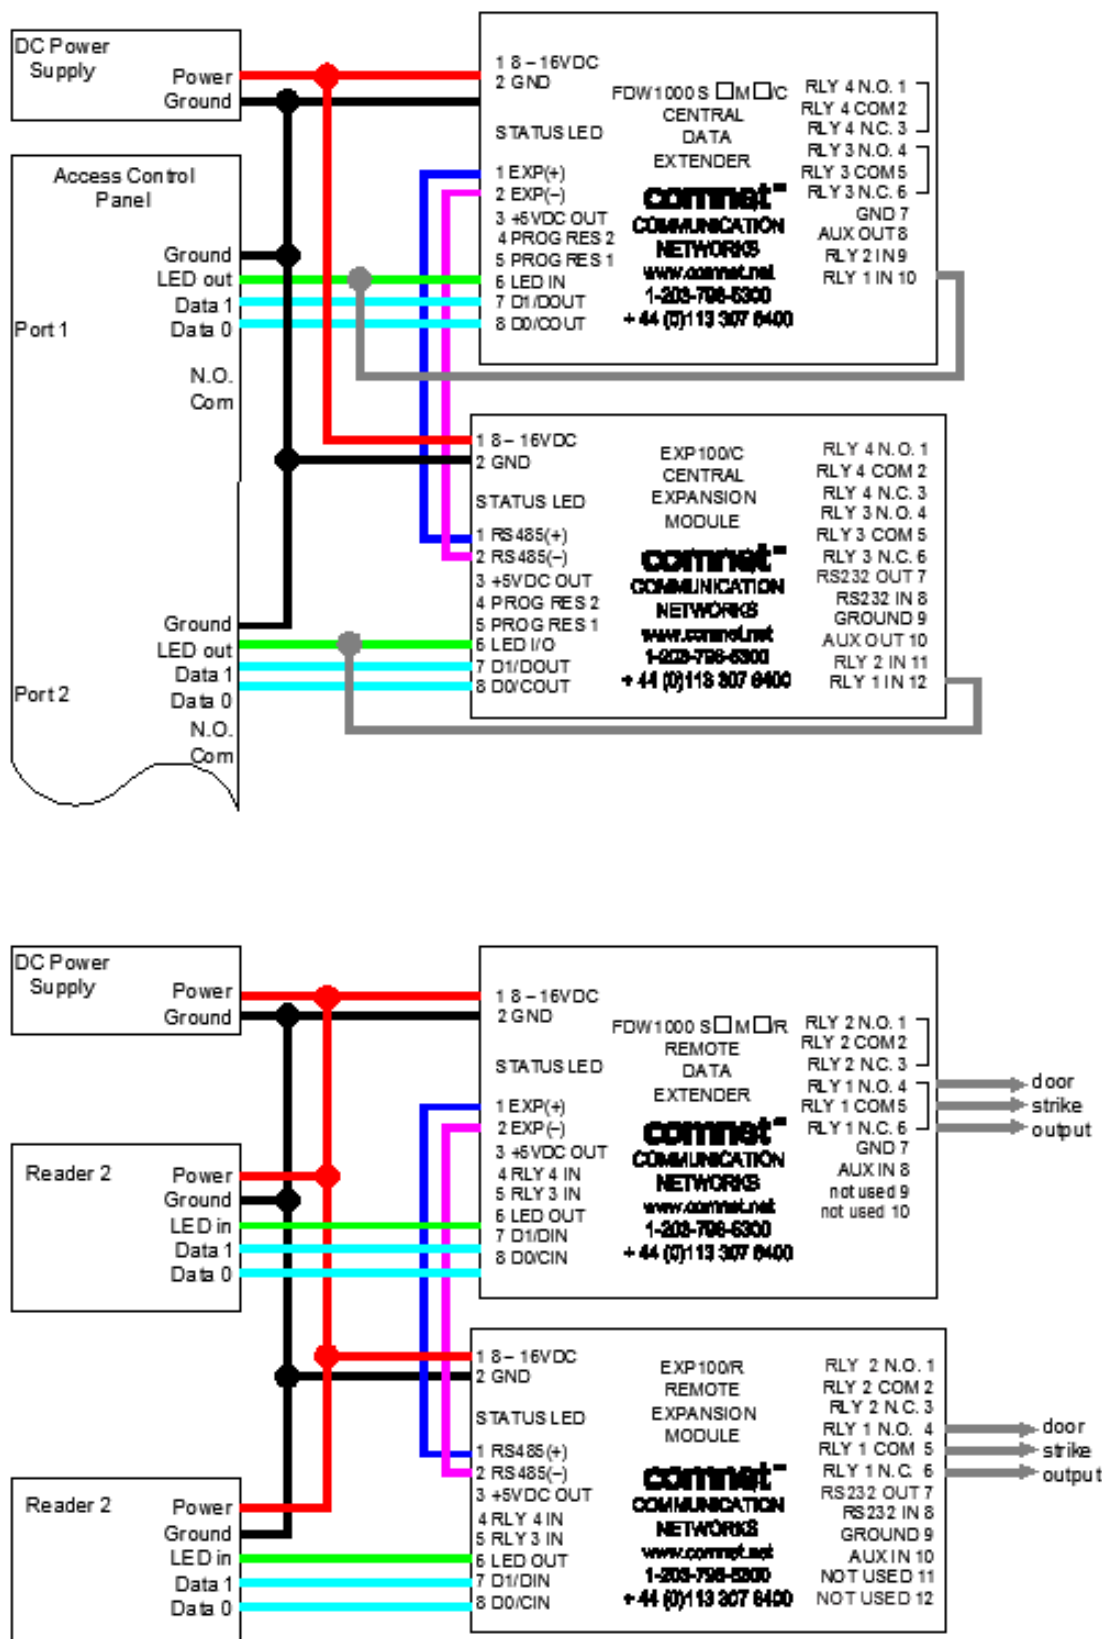 DC Power
Supply
Power
Ground
1 8 – 16VDC
2 GND
STATUS LED
1 EXP(+)
2 EXP(–)
3 +5VDC OUT
4 PROG RES 2
5 PROG RES 1
6 LED IN
7 D1/DOUT
8 D0/COUT
FDW1000 S □ M □/C
CENTRAL
DATA
EXTENDER
comnet™
COMMUNICATION
NETWORKS
www.comnet.net
1-203-796-5300
+ 44 (0)113 307 6400
RLY 4 N.O. 1
RLY 4 COM 2
RLY 4 N.C. 3
RLY 3 N.O. 4
RLY 3 COM 5
RLY 3 N.C. 6
GND 7
AUX OUT 8
RLY 2 IN 9
RLY 1 IN 10
Access Control
Panel
Ground
LED out
Data 1
Data 0
Port 1
N.O.
Com
Ground
LED out
Data 1
Port 2
Data 0
N.O.
Com
1 8 – 16VDC
2 GND
STATUS LED
1 RS485(+)
2 RS485(–)
3 +5VDC OUT
4 PROG RES 2
5 PROG RES 1
6 LED I/O
7 D1/DOUT
8 D0/COUT
EXP100/C
CENTRAL
EXPANSION
MODULE
comnet™
COMMUNICATION
NETWORKS
www.comnet.net
1-203-796-5300
+ 44 (0)113 307 6400
RLY 4 N.O. 1
RLY 4 COM 2
RLY 4 N.C. 3
RLY 3 N.O. 4
RLY 3 COM 5
RLY 3 N.C. 6
RS232 OUT 7
RS232 IN 8
GROUND 9
AUX OUT 10
RLY 2 IN 11
RLY 1 IN 12
DC Power
Supply
Power
Ground
1 8 – 16VDC
2 GND
STATUS LED
1 EXP(+)
2 EXP(–)
3 +5VDC OUT
4 RLY 4 IN
5 RLY 3 IN
6 LED OUT
7 D1/DIN
8 D0/CIN
FDW1000 S □ M □/R
REMOTE
DATA
EXTENDER
comnet™
COMMUNICATION
NETWORKS
www.comnet.net
1-203-796-5300
+ 44 (0)113 307 6400
RLY 2 N.O. 1
RLY 2 COM 2
RLY 2 N.C. 3
RLY 1 N.O. 4
RLY 1 COM 5
RLY 1 N.C. 6
GND 7
AUX IN 8
not used 9
not used 10
door
strike
output
Reader 2
Power
Ground
LED in
Data 1
Data 0
1 8 – 16VDC
2 GND
STATUS LED
1 RS485(+)
2 RS485(–)
3 +5VDC OUT
4 RLY 4 IN
5 RLY 3 IN
6 LED OUT
7 D1/DIN
8 D0/CIN
EXP100/R
REMOTE
EXPANSION
MODULE
comnet™
COMMUNICATION
NETWORKS
www.comnet.net
1-203-796-5300
+ 44 (0)113 307 6400
RLY 2 N.O. 1
RLY 2 COM 2
RLY 2 N.C. 3
RLY 1 N.O. 4
RLY 1 COM 5
RLY 1 N.C. 6
RS232 OUT 7
RS232 IN 8
GROUND 9
AUX IN 10
NOT USED 11
NOT USED 12
door
strike
output
Reader 2
Power
Ground
LED in
Data 1
Data 0